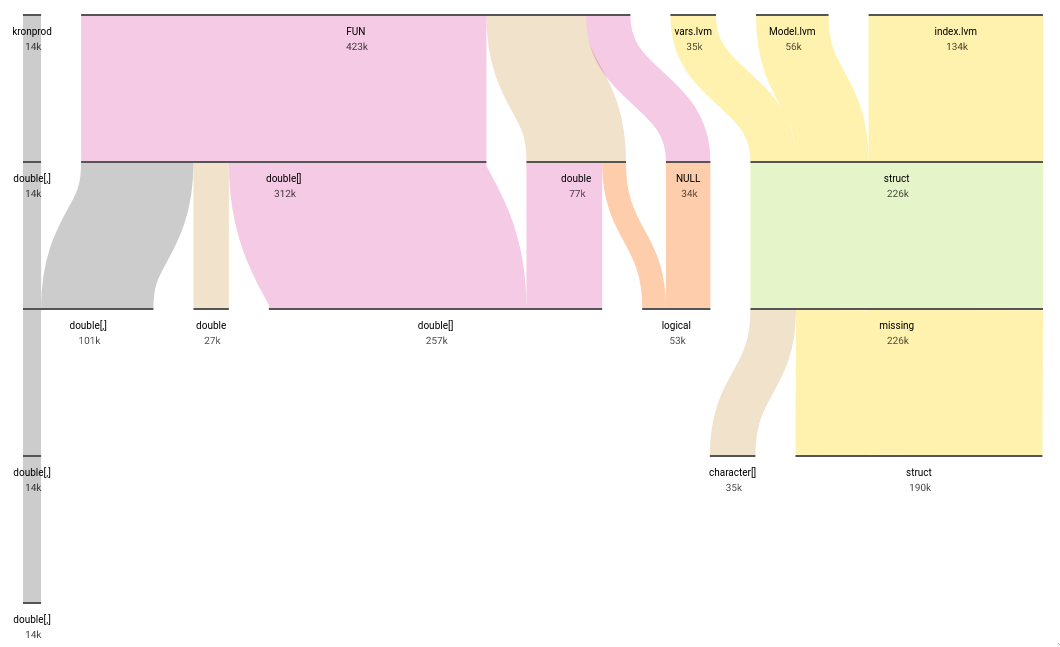 kronprod
14k
FUN
423k
vars.lvm
35k
Model.lvm
56k
index.lvm
134k
double[,]
14k
double[]
312k
double
77k
NULL
34k
struct
226k
double[,]
101k
double
27k
double[]
257k
logical
53k
missing
226k
double[,]
14k
character[]
35k
struct
190k
double[,]
14k